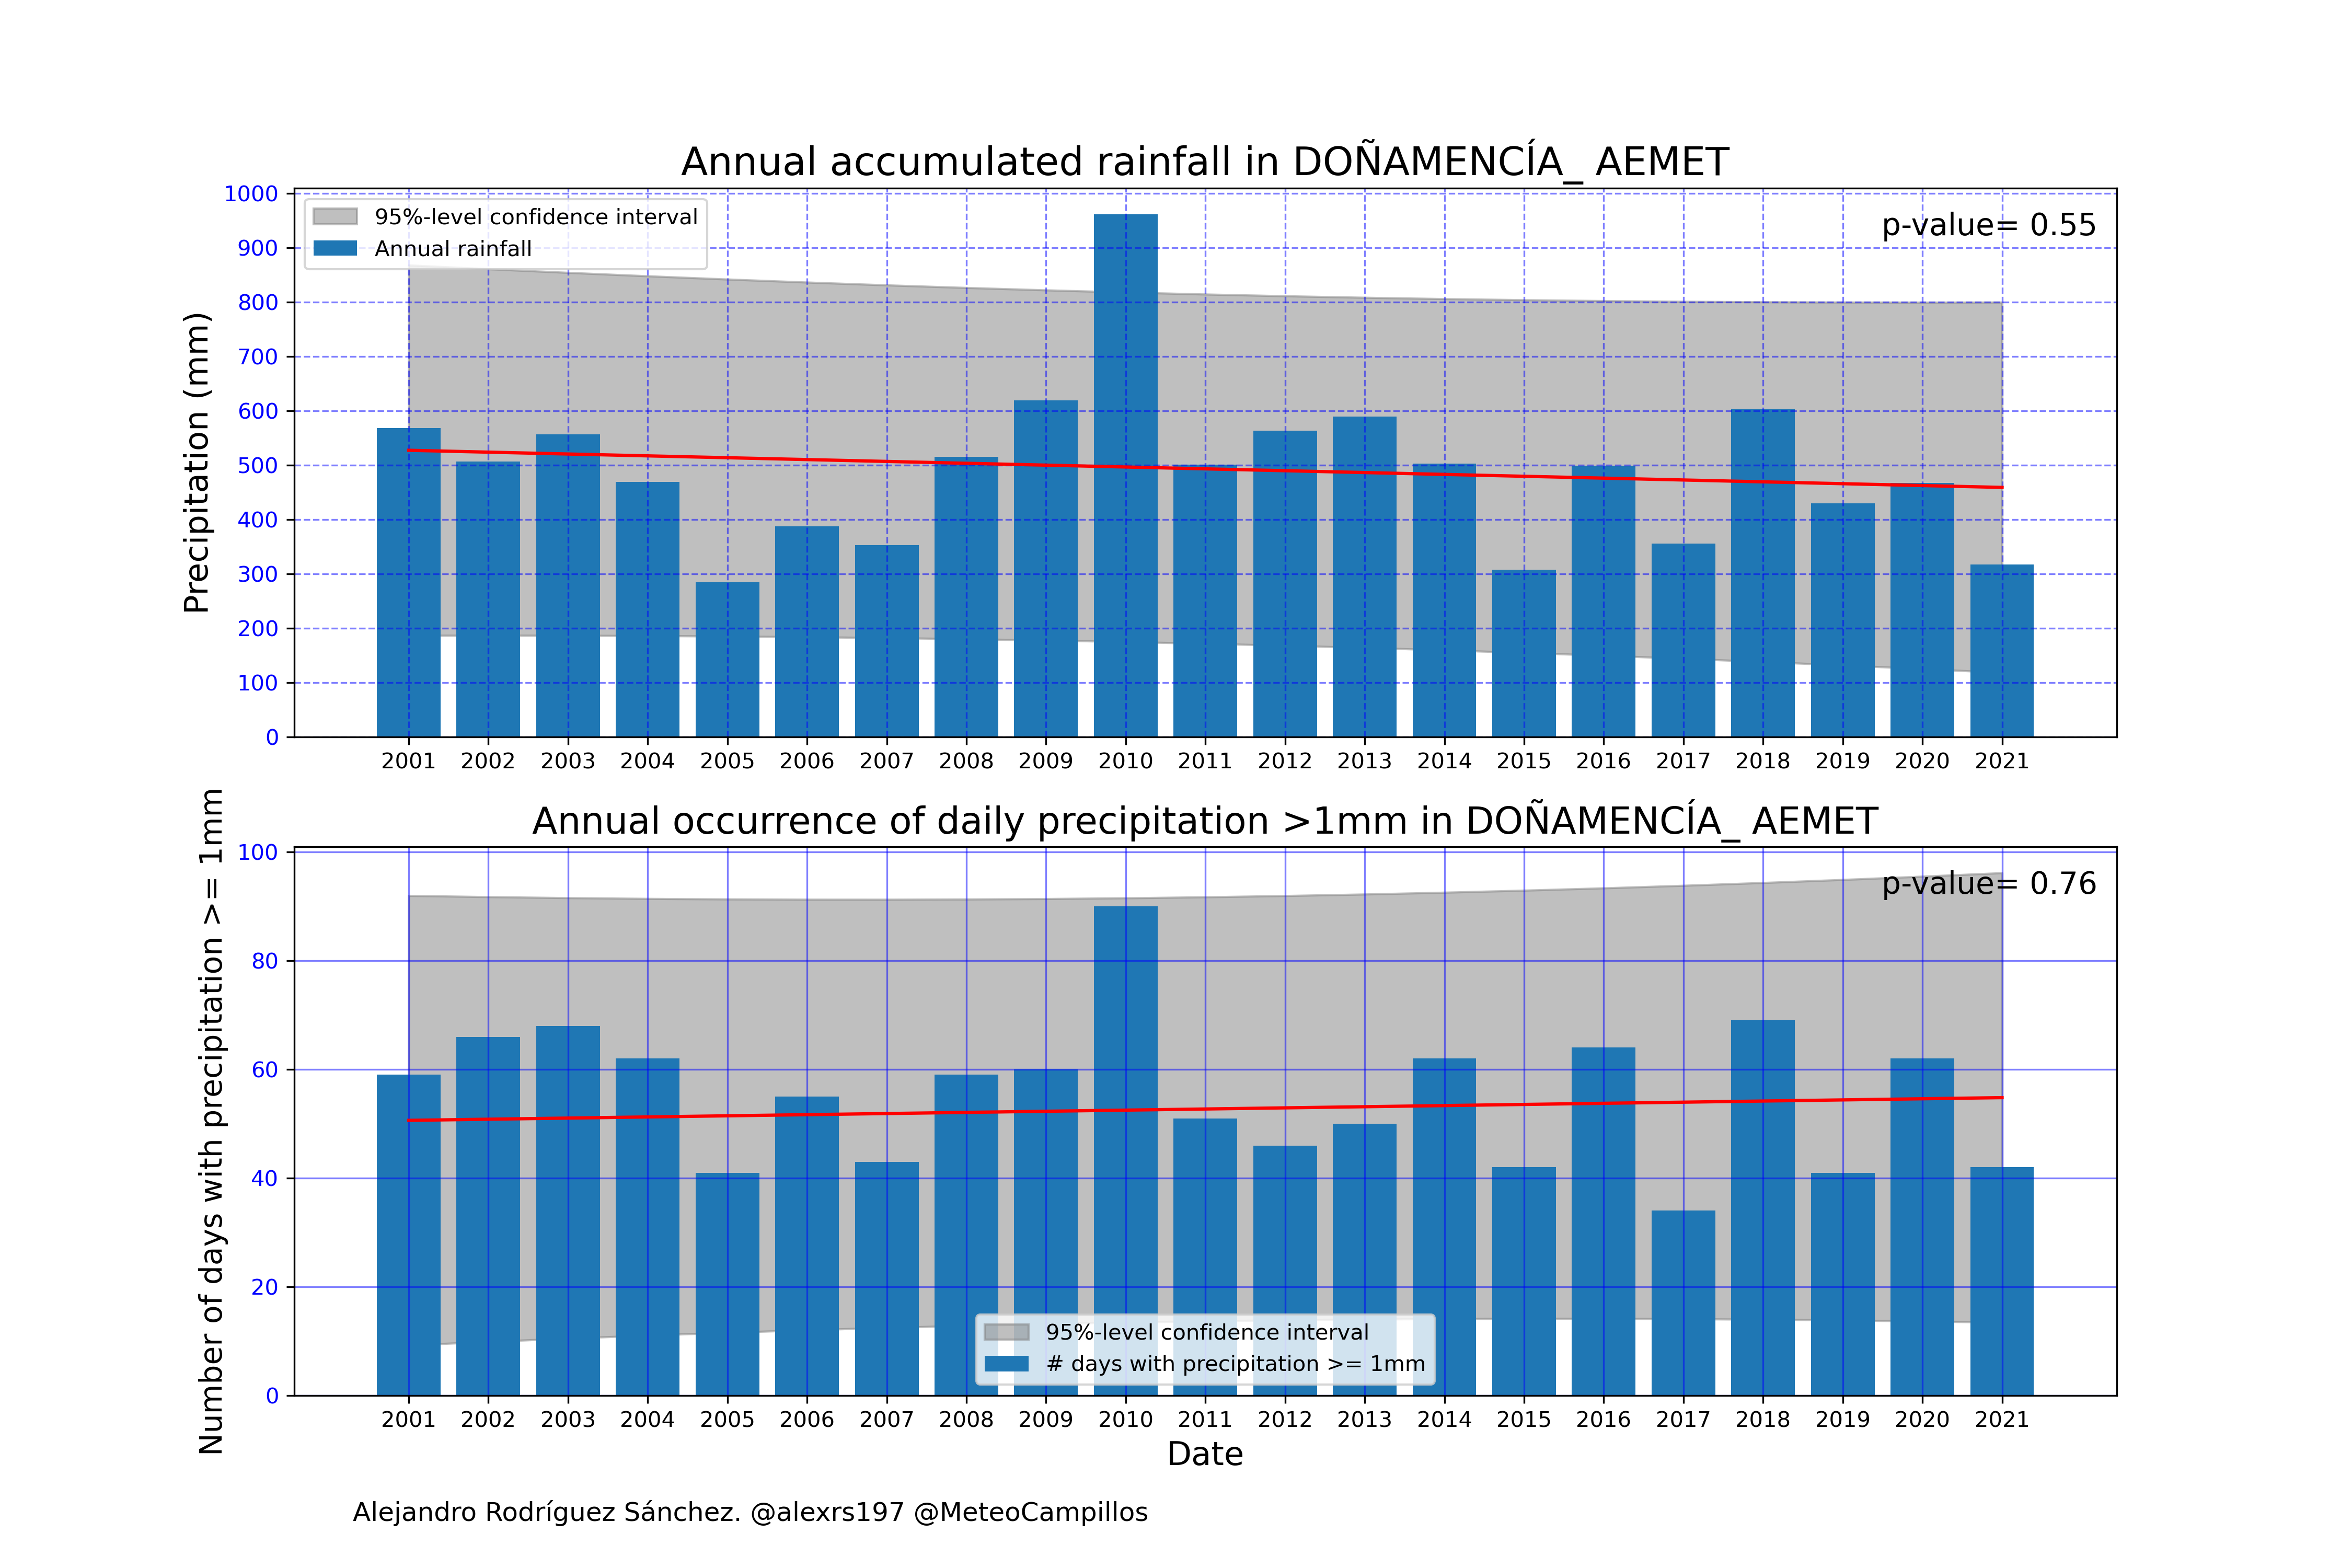 Annual accumulated rainfall in DOÑAMENCÍA_ AEMET
1000
900
800
700
600
500
400
300
200
100
0
Precipitation (mm)
95%-level confidence interval
Annual rainfall
p-value= 0.55
2001 2002 2003 2004 2005 2006 2007 2008 2009 2010 2011 2012 2013 2014 2015 2016 2017 2018 2019 2020 2021
Annual occurrence of daily precipitation >1mm in DOÑAMENCÍA_ AEMET
100
80
60
40
20
0
Number of days with precipitation >= 1mm
p-value= 0.76
95%-level confidence interval
# days with precipitation >= 1mm
2001 2002 2003 2004 2005 2006 2007 2008 2009 2010 2011 2012 2013 2014 2015 2016 2017 2018 2019 2020 2021
Date
Alejandro Rodríguez Sánchez. @alexrs197 @MeteoCampillos